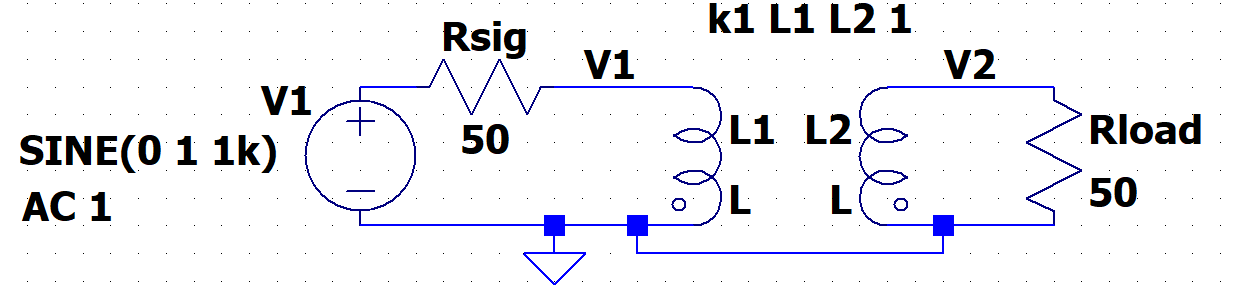 k1 L1 L2 1
Rsig
V1
V2
V1
50
L1
L2
Rload
SINE(0 1 1k)
AC 1
L
L
50